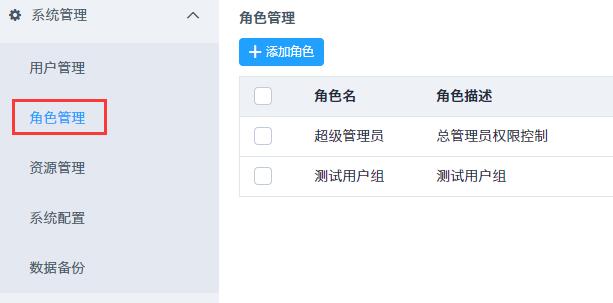 系统管理
用户管理
角色管理
资源管理
系统配置
数据备份
角色管理
添加角色
角色名 角色描述
超级管理员 总管理员权限控制
测试用户组 测试用户组